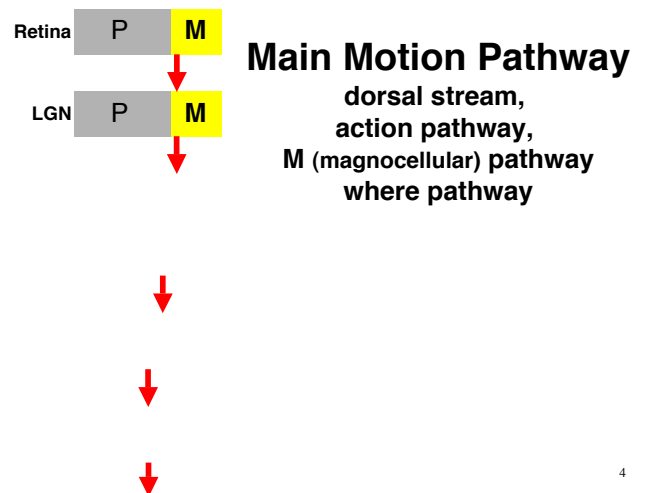 Retina P M
LGN P M
Main Motion Pathway
dorsal stream,
action pathway,
M (magnocellular) pathway
where pathway
4